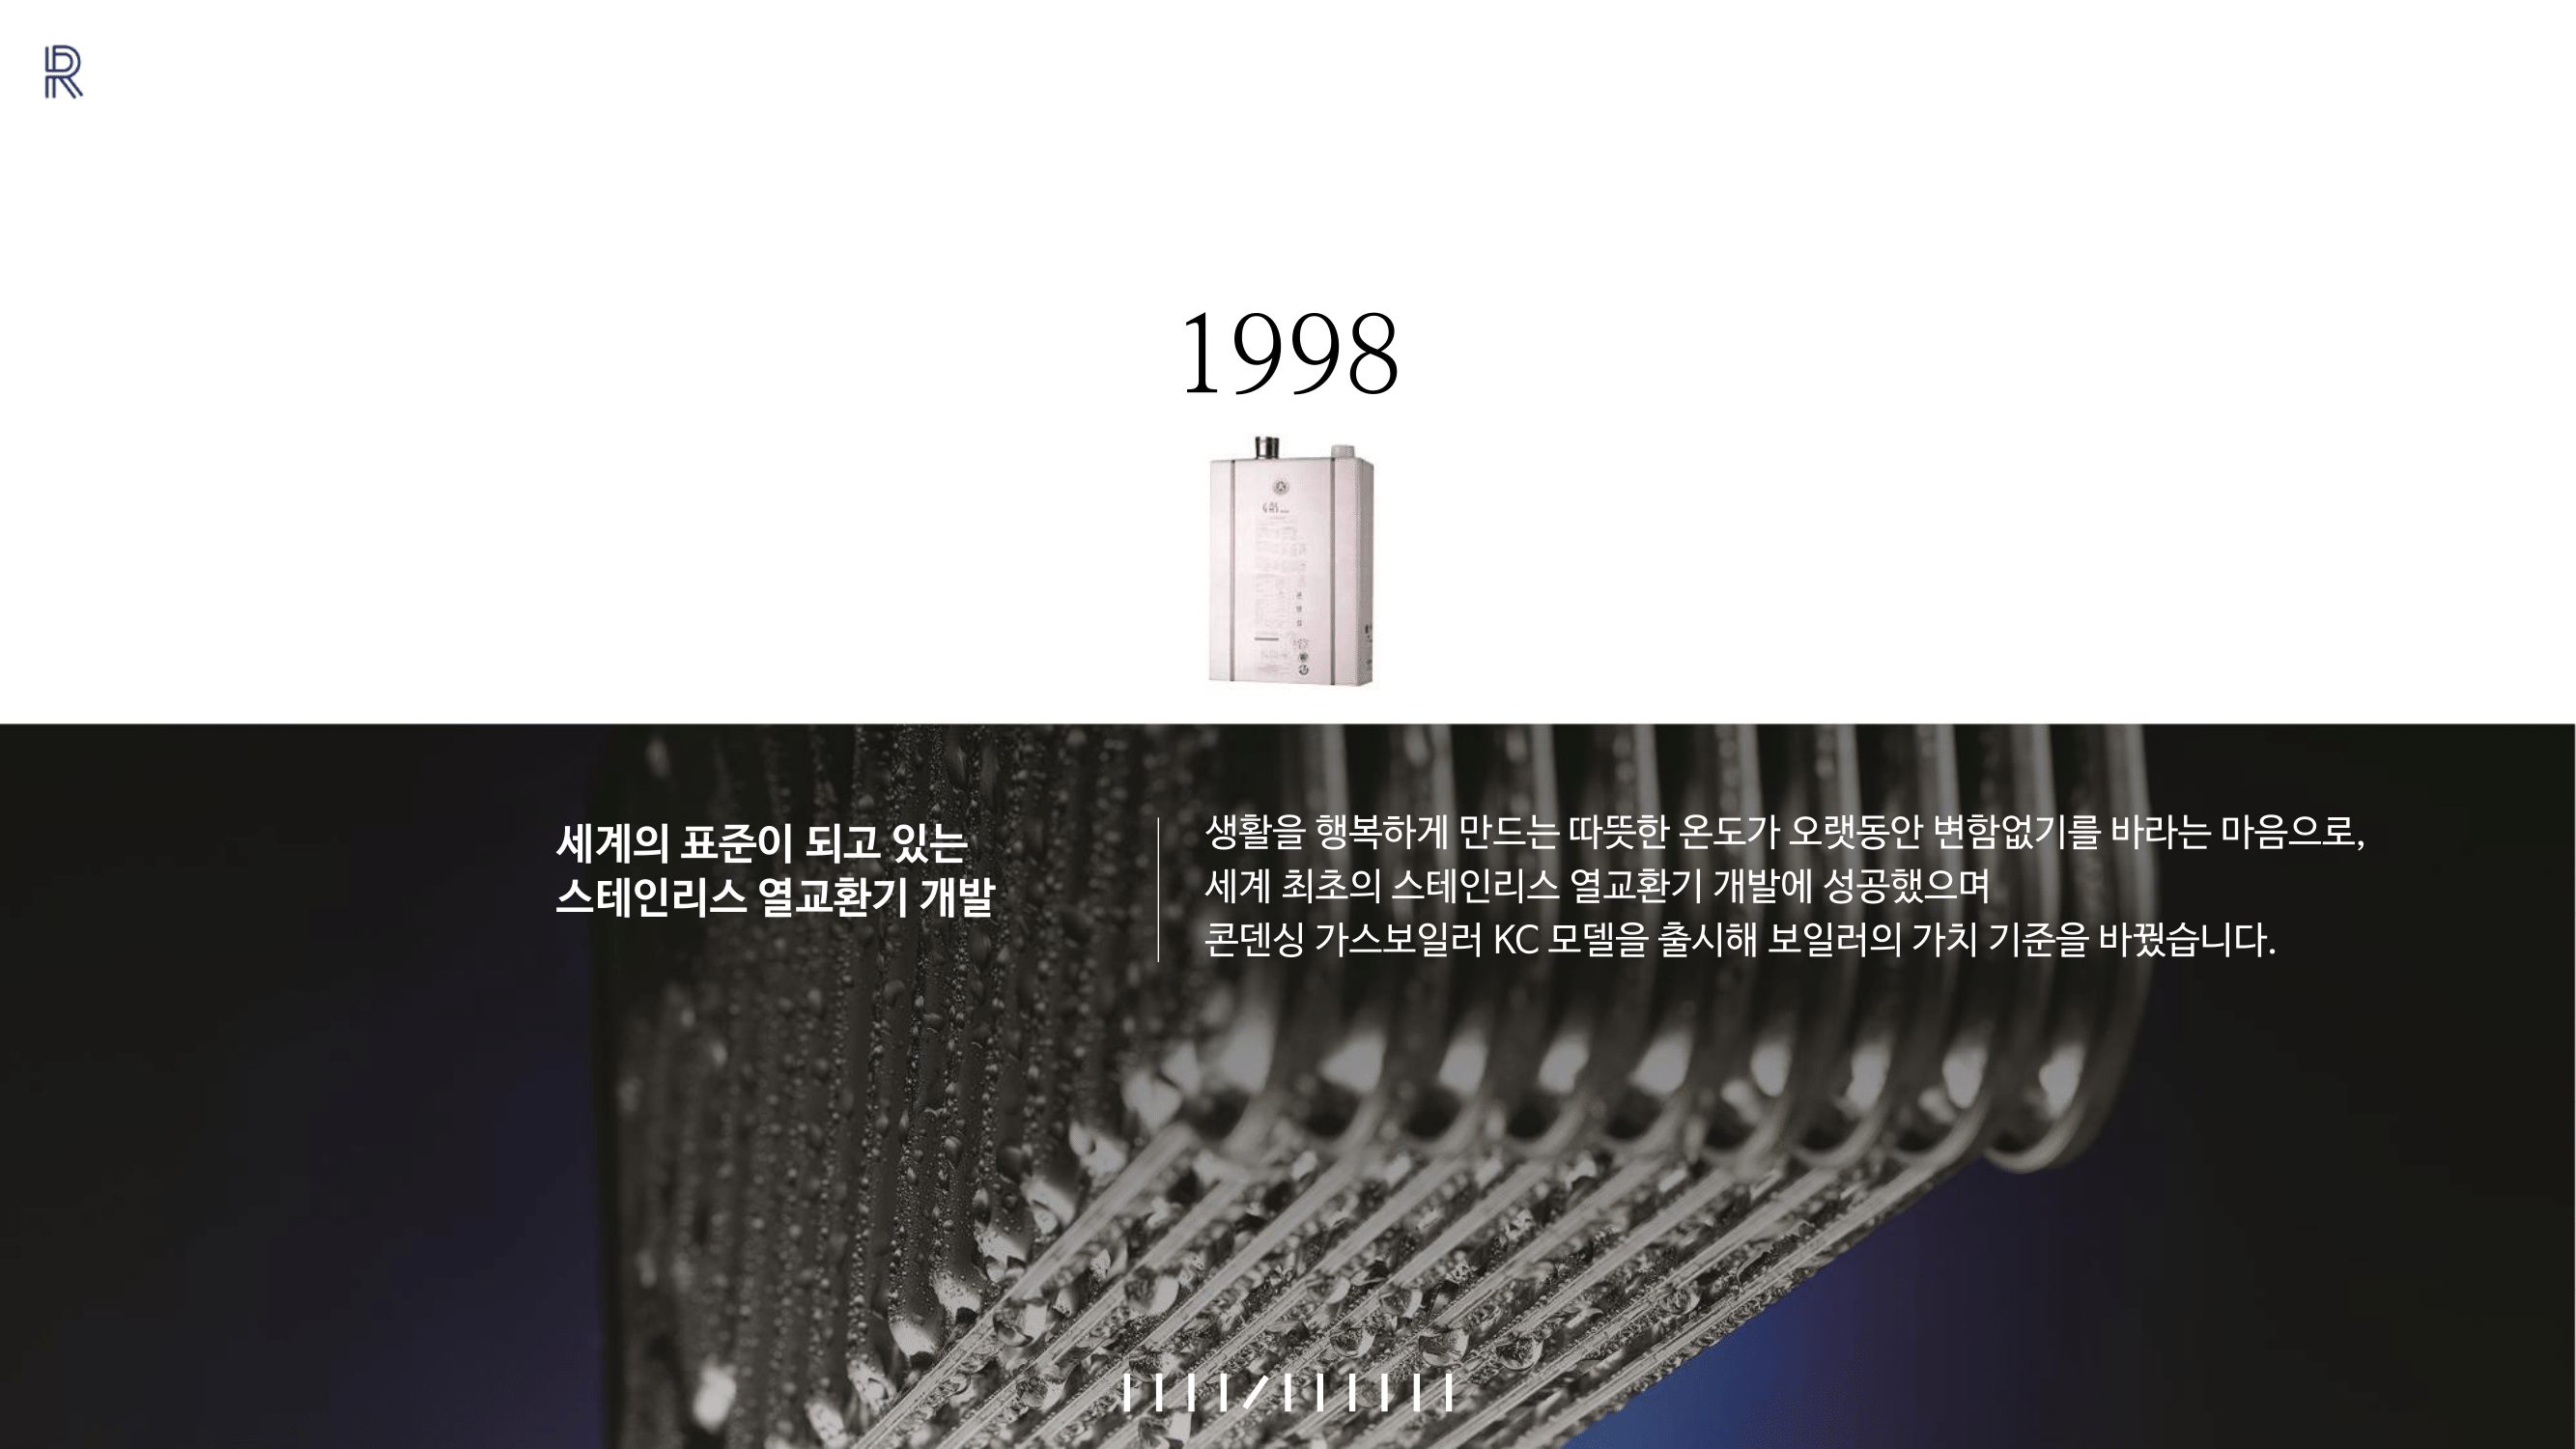 1998
세계의 표준이 되고 있는
스테인리스 열교환기 개발
생활을 행복하게 만드는 따뜻한 온도가 오랫동안 변함없기를 바라는 마음으로,
세계 최초의 스테인리스 열교환기 개발에 성공했으며
콘덴싱 가스보일러 KC 모델을 출시해 보일러의 가치 기준을 바꿨습니다.